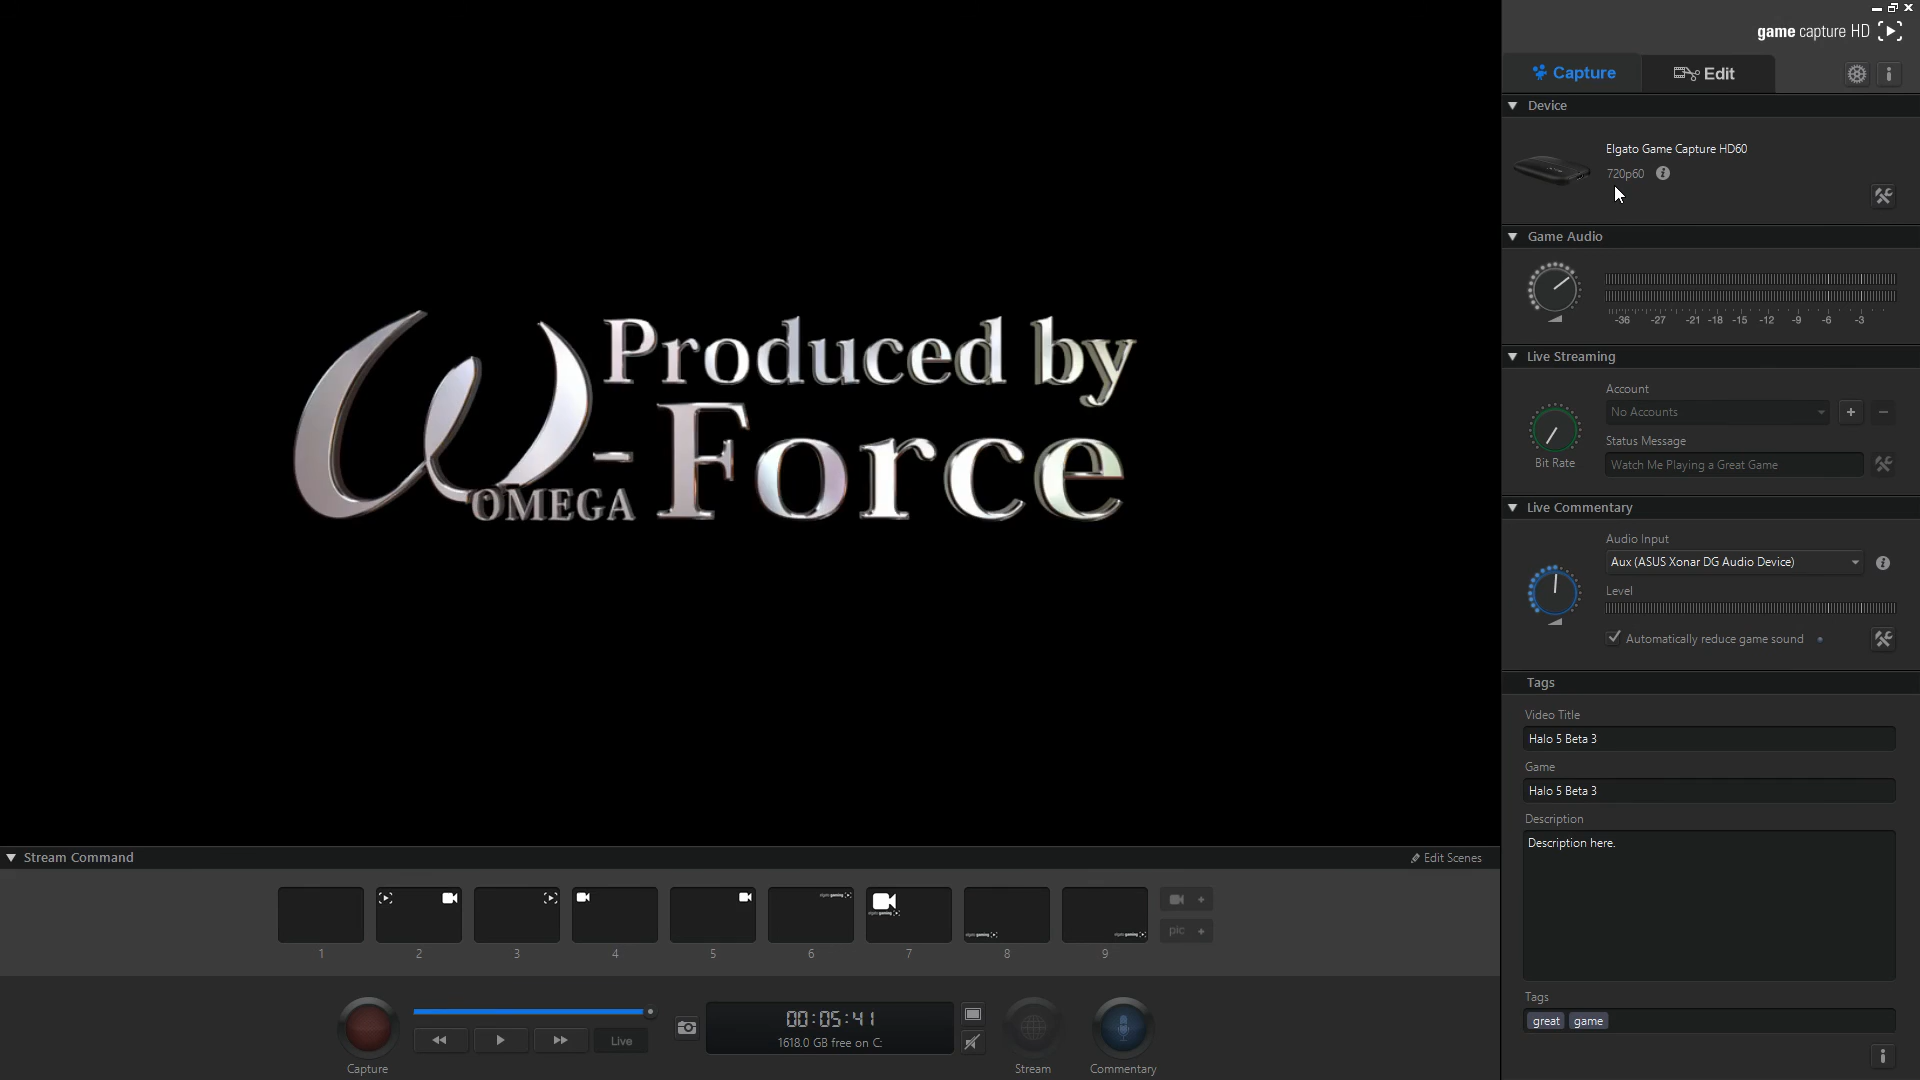 game capture HD
Capture
Edit
Device
Elgato Game Capture HD60
720p60
Game Audio
-36 -27 -21 -18 -15 -12 -9 -6 -3
Live Streaming
Account
No Accounts
Status Message
Bit Rate
Watch Me Playing a Great Game
Live Commentary
Audio Input
Aux (ASUS Xonar DG Audio Device)
Level
Automatically reduce game sound
Tags
Video Title
Halo 5 Beta 3
Game
Halo 5 Beta 3
Description
Description here.
Tags
great game
Produced by
ω-Force
OMEGA
Stream Command
Edit Scenes
1 2 3 4 5 6 7 8 9
pic +
00:05:41
1618.0 GB free on C:
Live
Capture
Stream
Commentary